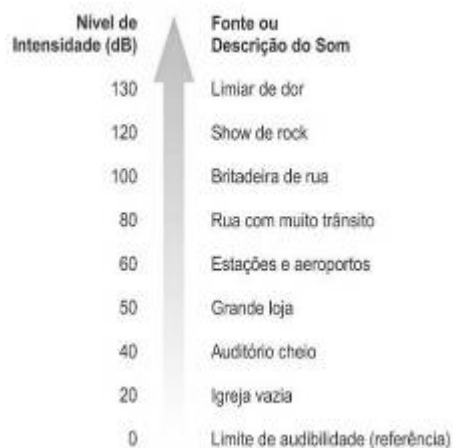 Nível de Intensidade (dB)
Fonte ou Descrição do Som
130 Limiar de dor
120 Show de rock
100 Britadeira de rua
80 Rua com muito trânsito
60 Estações e aeroportos
50 Grande loja
40 Auditório cheio
20 Igreja vazia
0 Limite de audibilidade (referência)